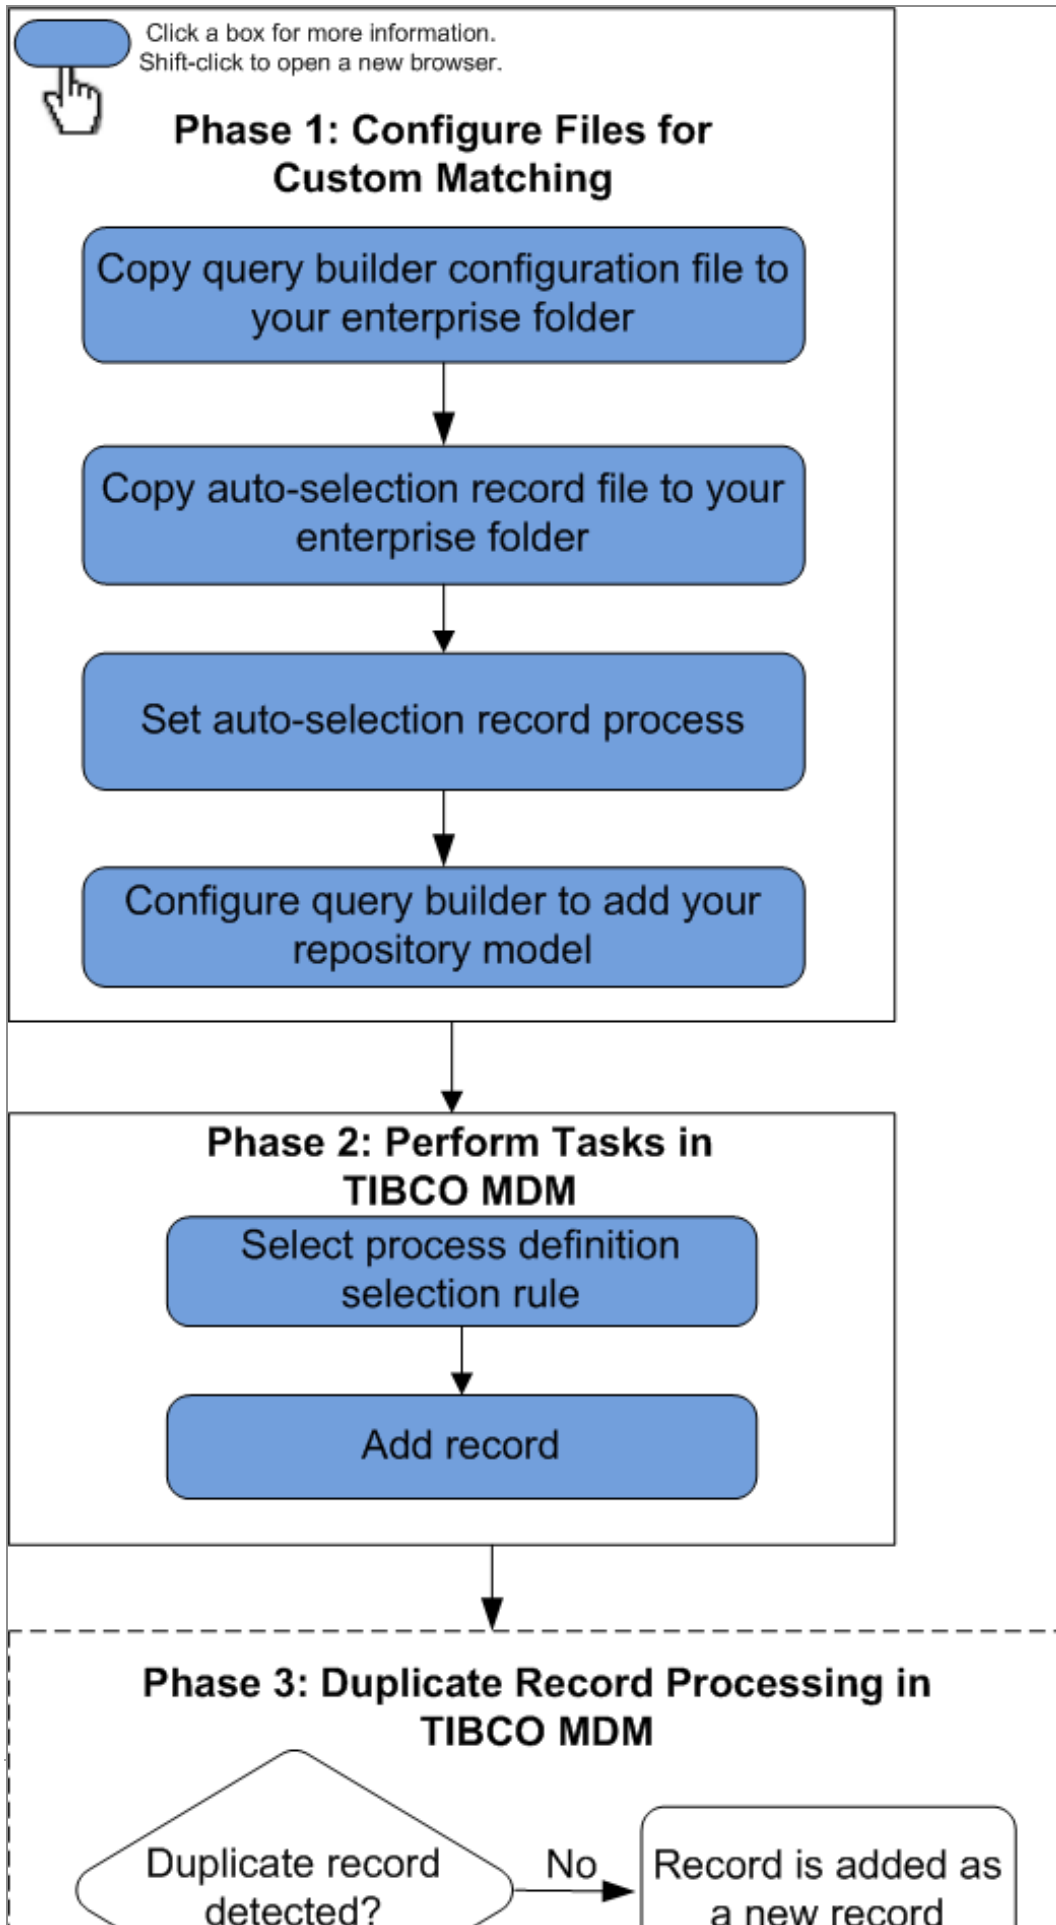 Click a box for more information.
Shift-click to open a new browser.
Phase 1: Configure Files for
Custom Matching
Copy query builder configuration file to
your enterprise folder
Copy auto-selection record file to your
enterprise folder
Set auto-selection record process
Configure query builder to add your
repository model
Phase 2: Perform Tasks in
TIBCO MDM
Select process definition
selection rule
Add record
Phase 3: Duplicate Record Processing in
TIBCO MDM
Duplicate record
detected?
No
Record is added as
a new record